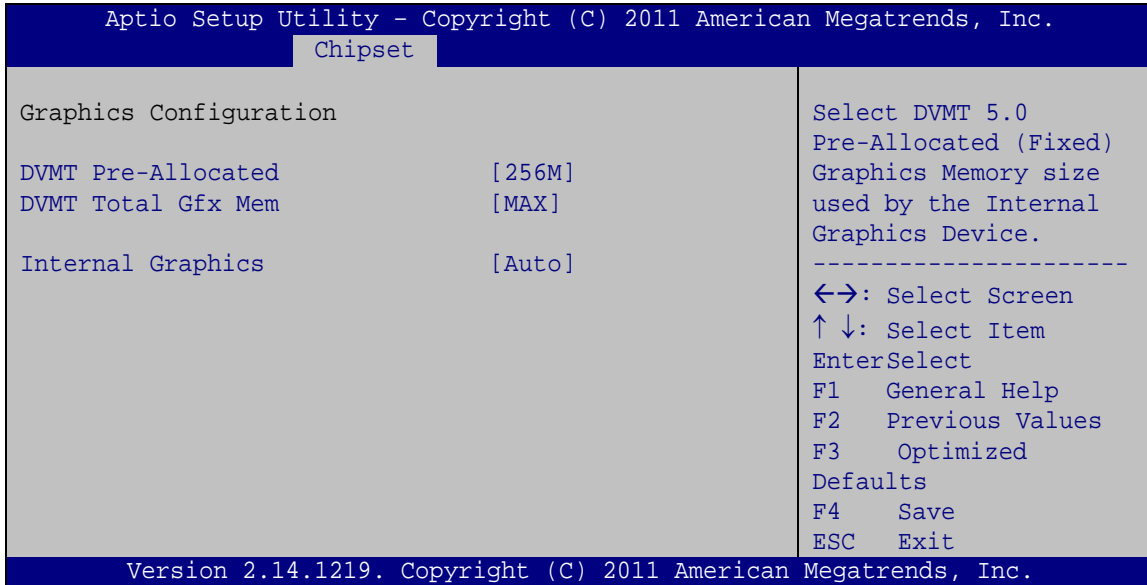 Aptio Setup Utility – Copyright (C) 2011 American Megatrends, Inc.
Chipset
Graphics Configuration
DVMT Pre-Allocated [256M]
DVMT Total Gfx Mem [MAX]
Internal Graphics [Auto]
Select DVMT 5.0
Pre-Allocated (Fixed)
Graphics Memory size
used by the Internal
Graphics Device.
----------------------
←→: Select Screen
↑ ↓: Select Item
EnterSelect
F1 General Help
F2 Previous Values
F3 Optimized
Defaults
F4 Save
ESC Exit
Version 2.14.1219. Copyright (C) 2011 American Megatrends, Inc.